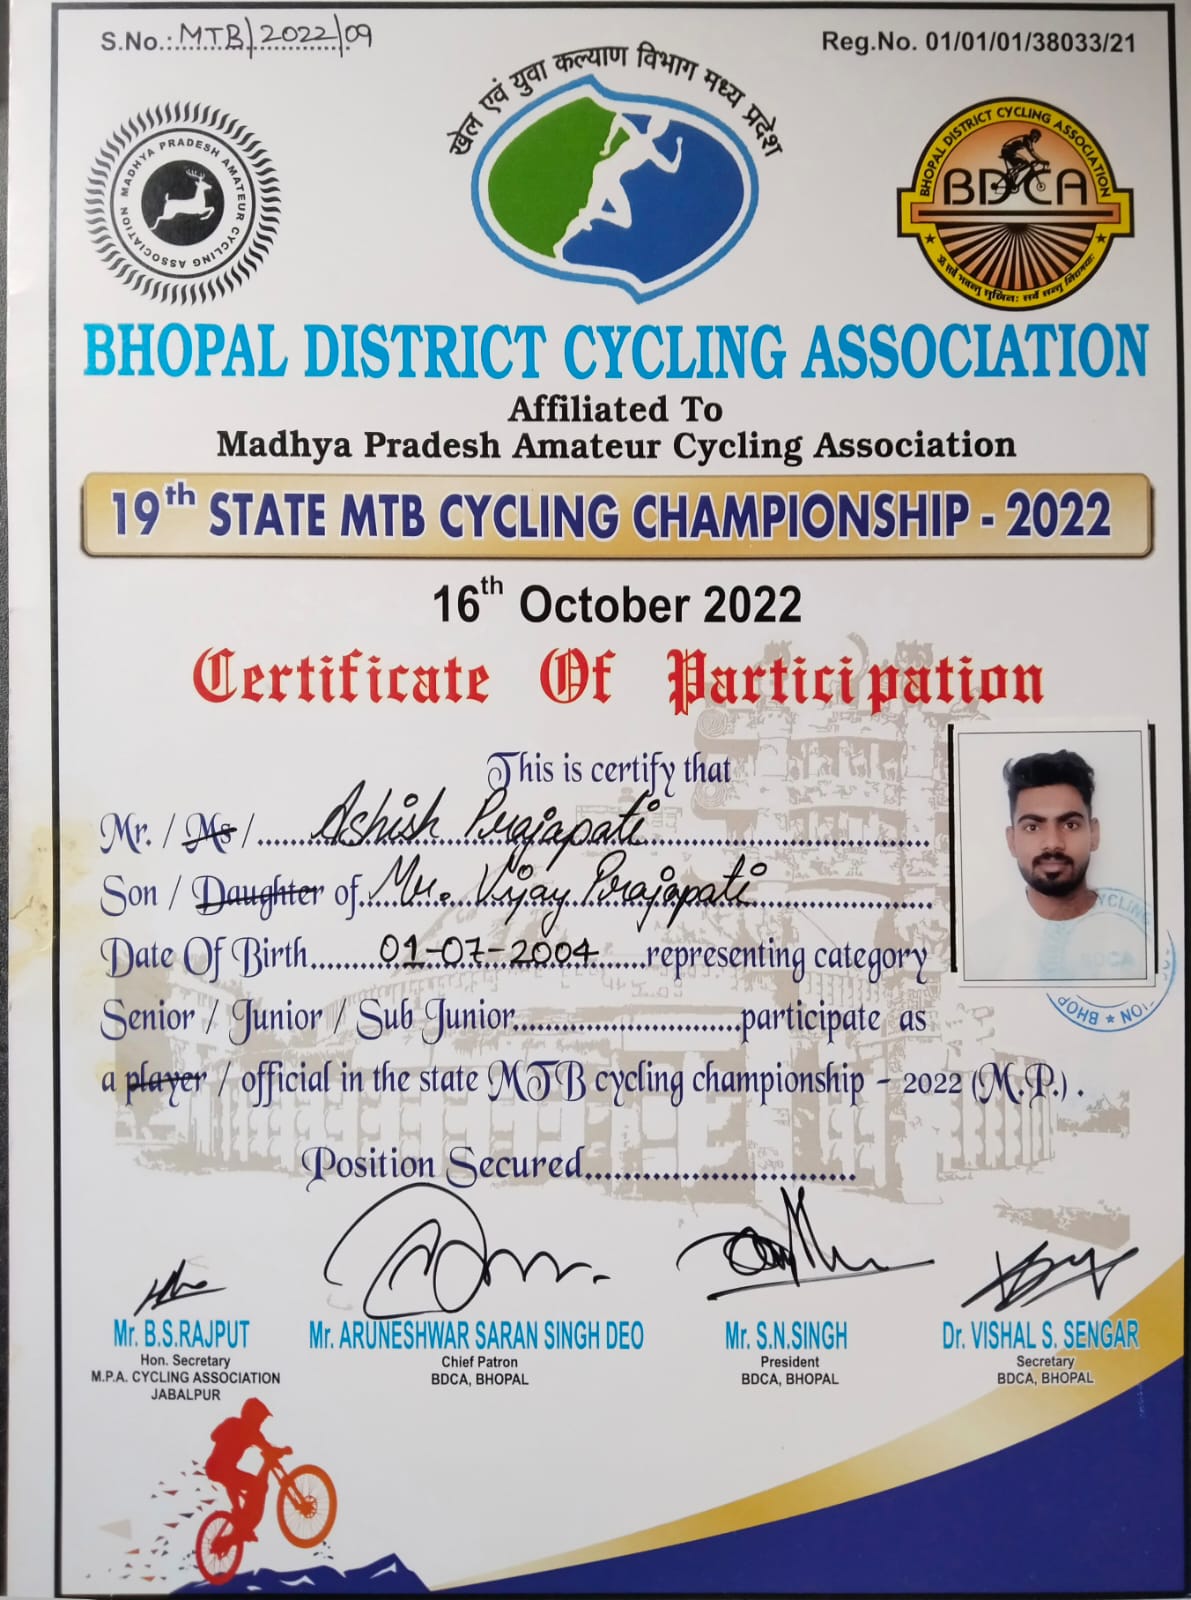 S.No.: MTB/2022/09
Reg.No. 01/01/01/38033/21
खेल एवं युवा कल्याण विभाग मध्य प्रदेश
MADHYA PRADESH AMATEUR CYCLING ASSOCIATION
BHOPAL DISTRICT CYCLING ASSOCIATION
BDCA
ॐ सर्वे भवन्तु सुखिनः सर्वे सन्तु निरामयाः
BHOPAL DISTRICT CYCLING ASSOCIATION
Affiliated To
Madhya Pradesh Amateur Cycling Association
19th STATE MTB CYCLING CHAMPIONSHIP - 2022
16th October 2022
Certificate Of Participation
This is certify that
Mr. / Ms / Ashish Prajapati
Son / Daughter of Mr. Vijay Prajapati
Date Of Birth 01-07-2004 representing category
Senior / Junior / Sub Junior participate as
a player / official in the state MTB cycling championship - 2022 (M.P.) .
Position Secured
Mr. B.S.RAJPUT
Hon. Secretary
M.P.A. CYCLING ASSOCIATION
JABALPUR
Mr. ARUNESHWAR SARAN SINGH DEO
Chief Patron
BDCA, BHOPAL
Mr. S.N.SINGH
President
BDCA, BHOPAL
Dr. VISHAL S. SENGAR
Secretary
BDCA, BHOPAL